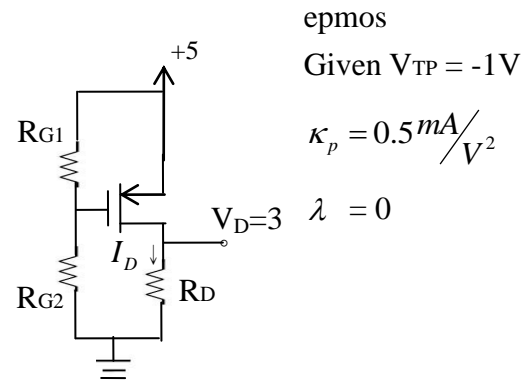 epmos
+5
Given VTP = -1V
RG1
κp = 0.5 mA/V²
VD=3
λ = 0
ID
RG2
RD